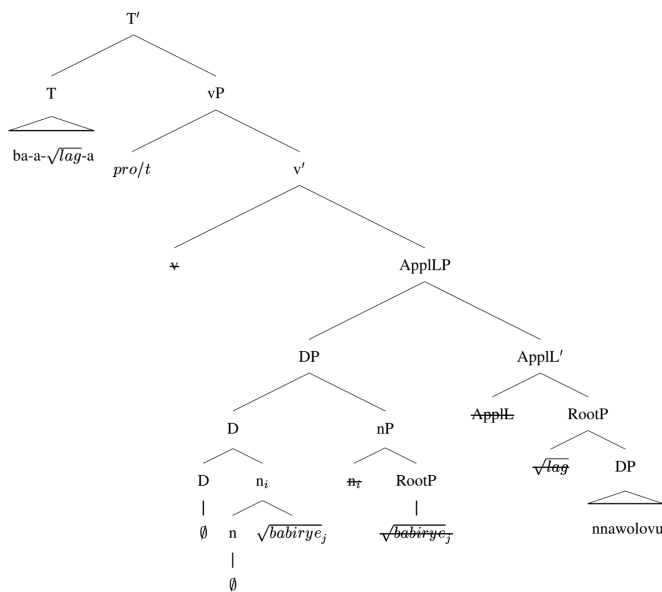 T′
T vP
ba-a-√lag-a pro/t v′
v ApplLP
DP ApplL′
D nP ApplL RootP
D n_i n_i RootP √lag DP
∅ n √babirye_j √babirye_j nnawolovu
∅